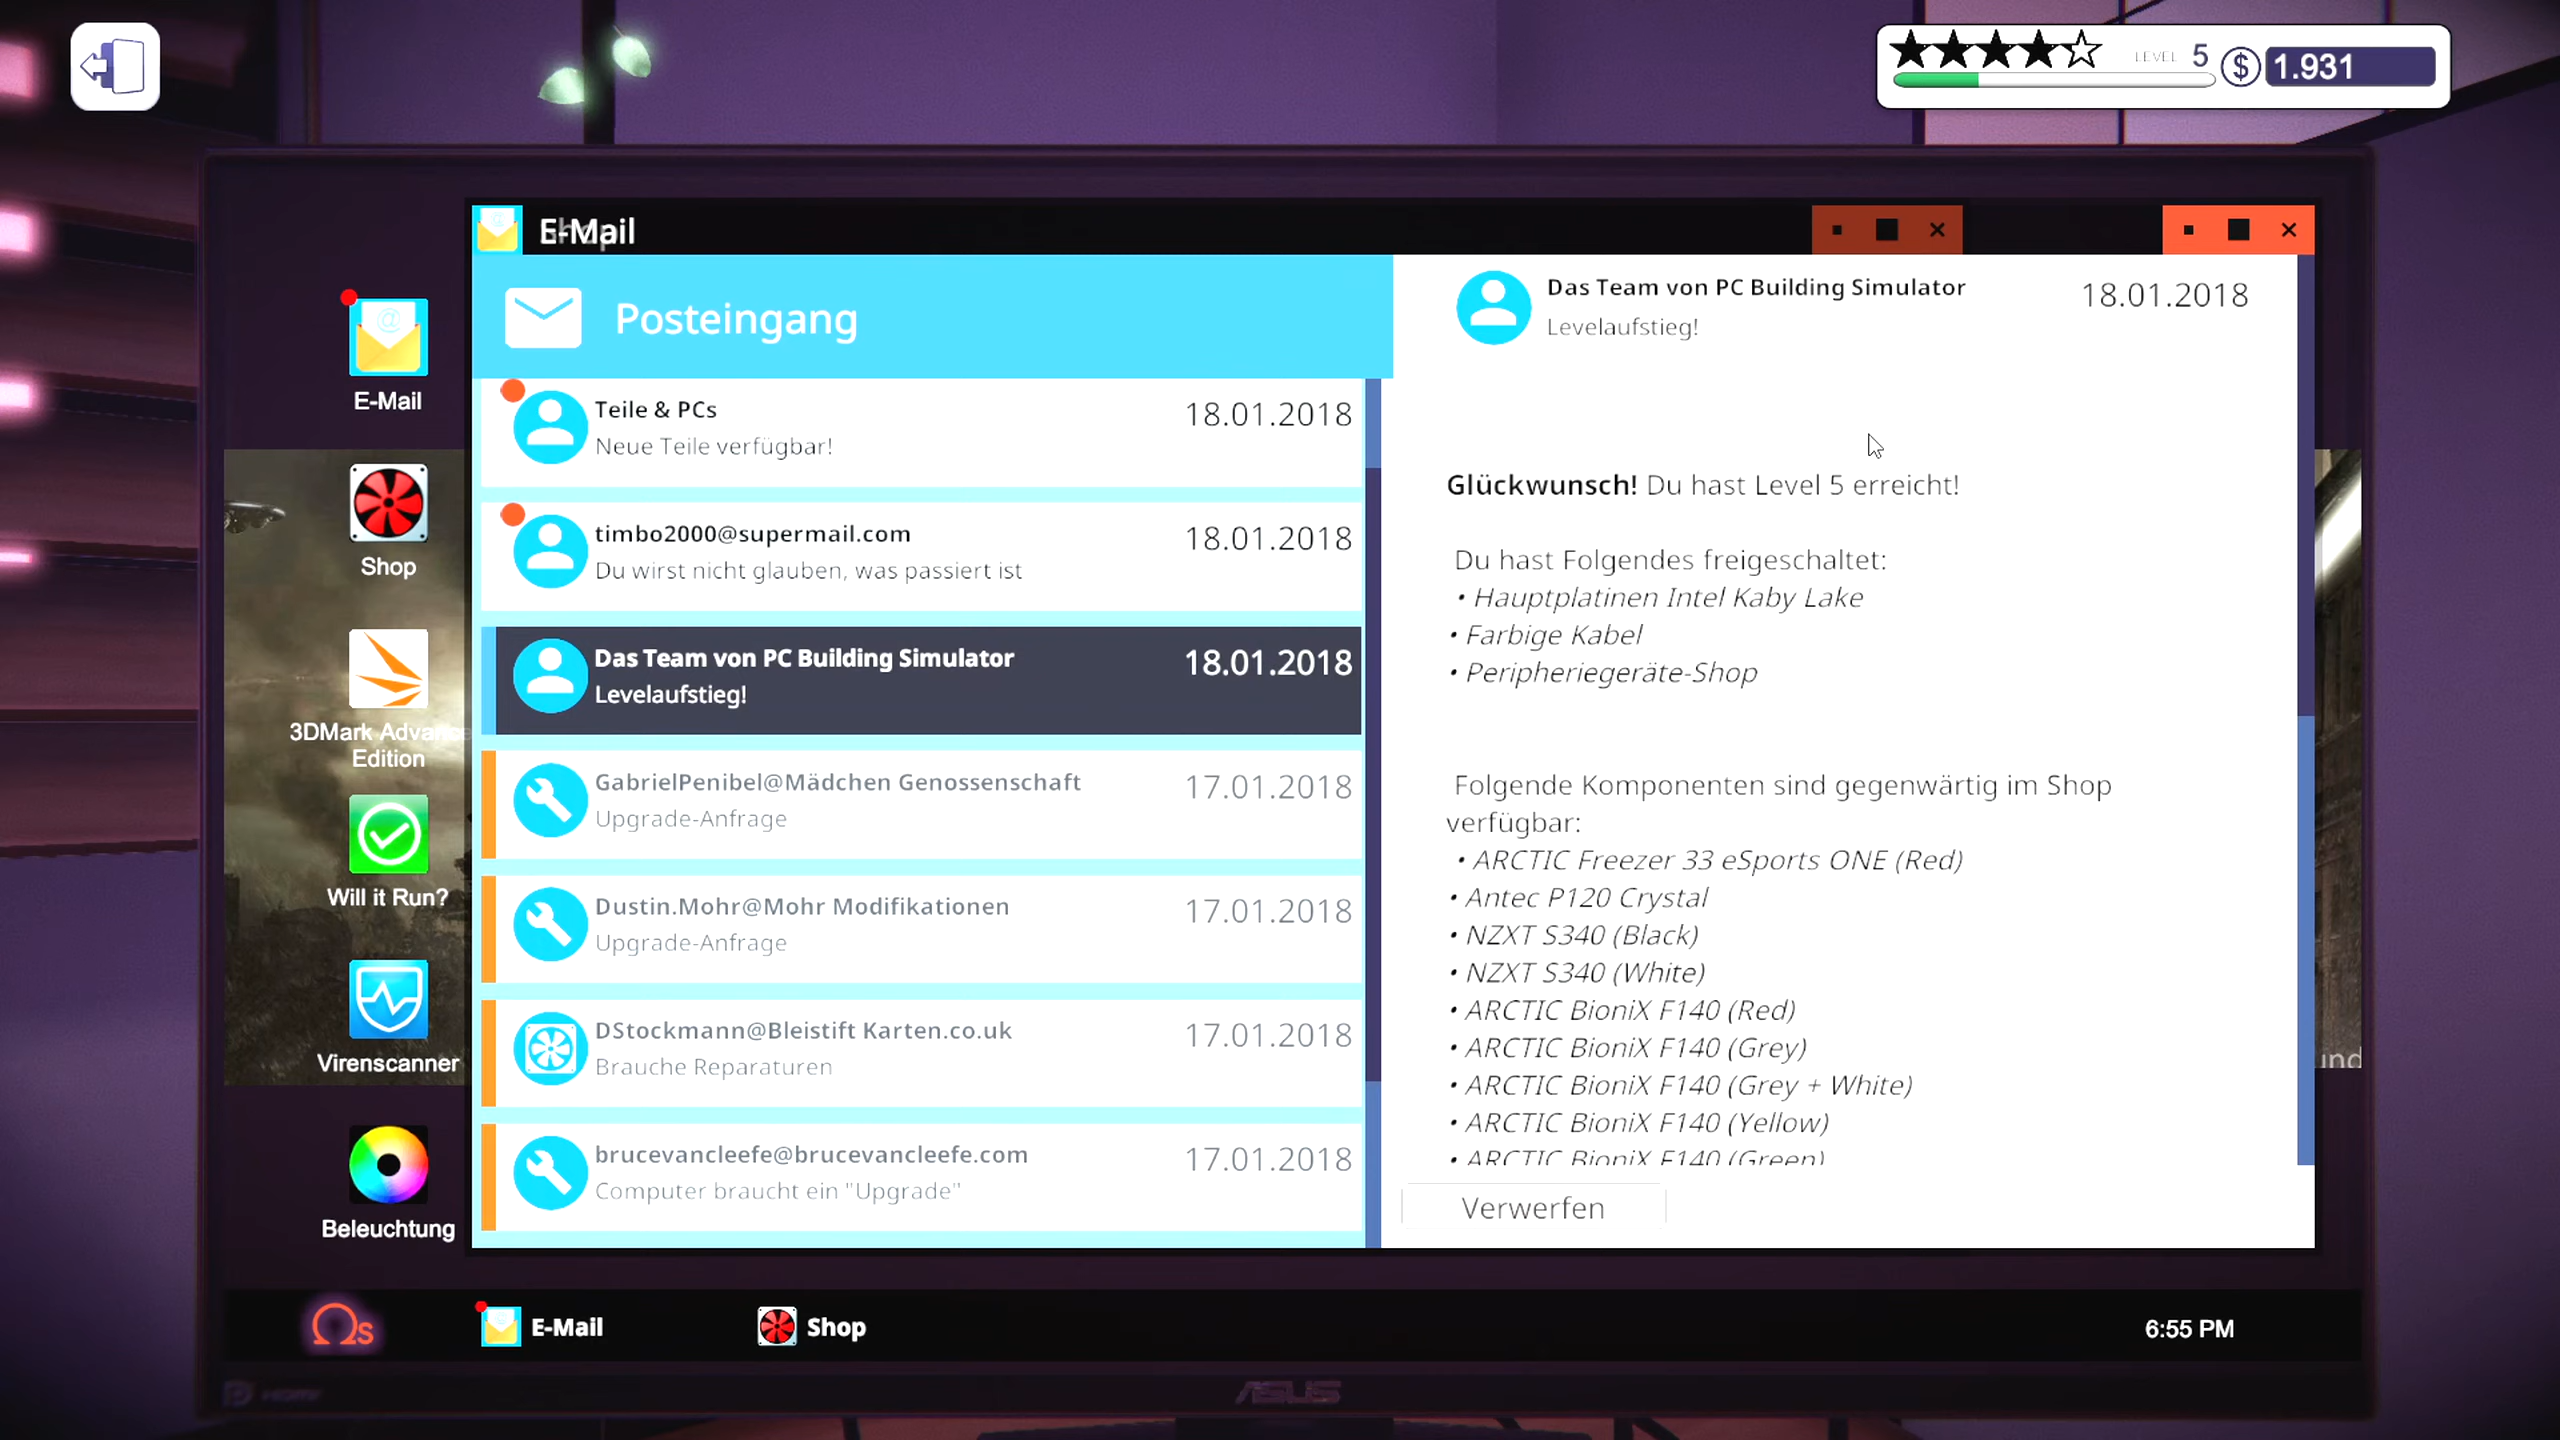 LEVEL 5 $ 1.931
E-Mail
Posteingang
Teile & PCs
18.01.2018
Neue Teile verfügbar!
timbo2000@supermail.com
18.01.2018
Du wirst nicht glauben, was passiert ist
Das Team von PC Building Simulator
18.01.2018
Levelaufstieg!
GabrielPenibel@Mädchen Genossenschaft
17.01.2018
Upgrade-Anfrage
Dustin.Mohr@Mohr Modifikationen
17.01.2018
Upgrade-Anfrage
DStockmann@Bleistift Karten.co.uk
17.01.2018
Brauche Reparaturen
brucevancleefe@brucevancleefe.com
17.01.2018
Computer braucht ein "Upgrade"
Das Team von PC Building Simulator
18.01.2018
Levelaufstieg!
Glückwunsch! Du hast Level 5 erreicht!
Du hast Folgendes freigeschaltet:
• Hauptplatinen Intel Kaby Lake
• Farbige Kabel
• Peripheriegeräte-Shop
Folgende Komponenten sind gegenwärtig im Shop
verfügbar:
• ARCTIC Freezer 33 eSports ONE (Red)
• Antec P120 Crystal
• NZXT S340 (Black)
• NZXT S340 (White)
• ARCTIC BioniX F140 (Red)
• ARCTIC BioniX F140 (Grey)
• ARCTIC BioniX F140 (Grey + White)
• ARCTIC BioniX F140 (Yellow)
• ARCTIC BioniX F140 (Green)
Verwerfen
E-Mail
Shop
3DMark
Edition
Will it Run?
Virenscanner
Beleuchtung
Ωs
E-Mail
Shop
6:55 PM
ASUS